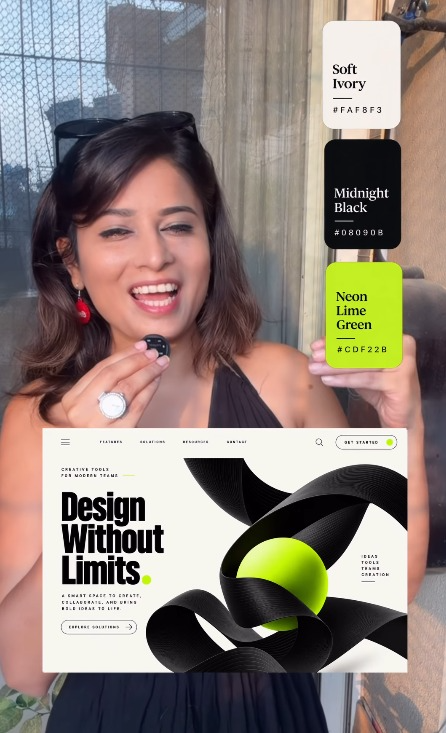 Soft
Ivory
#FAF8F3
Midnight
Black
#08090B
Neon
Lime
Green
#CDF22B
FEATURES
SOLUTIONS
RESOURCES
CONTACT
GET STARTED
CREATIVE TOOLS
FOR MODERN TEAMS
Design
Without
Limits.
A SMART SPACE TO CREATE,
COLLABORATE, AND BRING
BOLD IDEAS TO LIFE.
EXPLORE SOLUTIONS
IDEAS
TOOLS
TEAMS
CREATION